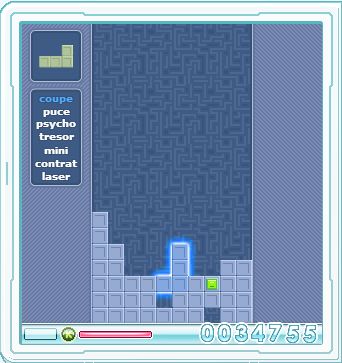 coupe
puce
psycho
tresor
mini
contrat
laser
0034755